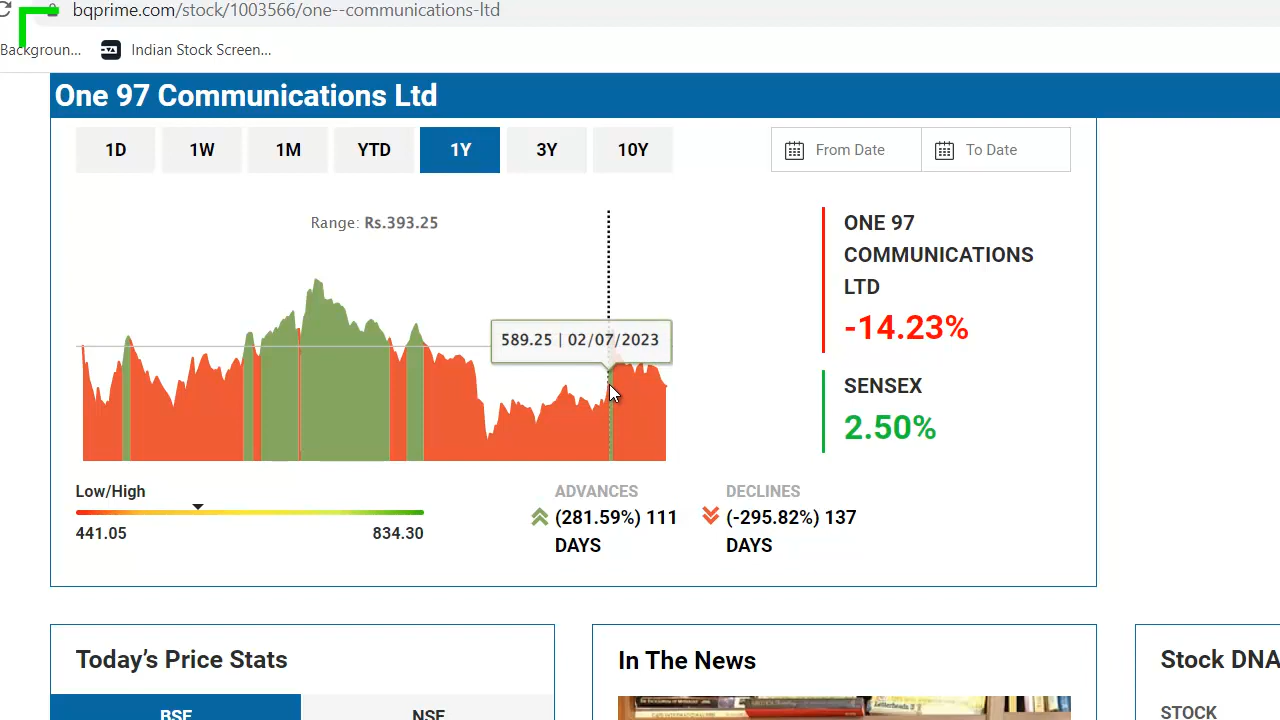 bqprime.com/stock/1003566/one--communications-ltd
Backgroun...
Indian Stock Screen...
One 97 Communications Ltd
1D 1W 1M YTD 1Y 3Y 10Y From Date To Date
Range: Rs.393.25
589.25 | 02/07/2023
ONE 97
COMMUNICATIONS
LTD
-14.23%
SENSEX
2.50%
Low/High
441.05 834.30
ADVANCES
(281.59%) 111
DAYS
DECLINES
(-295.82%) 137
DAYS
Today's Price Stats
BSE NSE
In The News
Stock DNA
STOCK